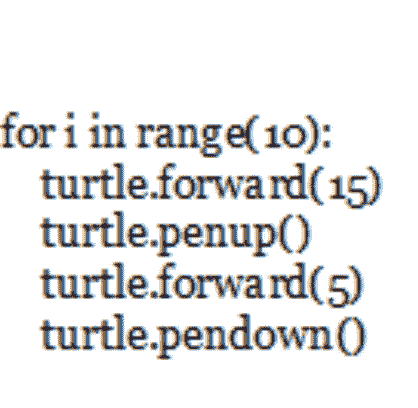 for i in range(10):
    turtle.forward(15)
    turtle.penup()
    turtle.forward(5)
    turtle.pendown()